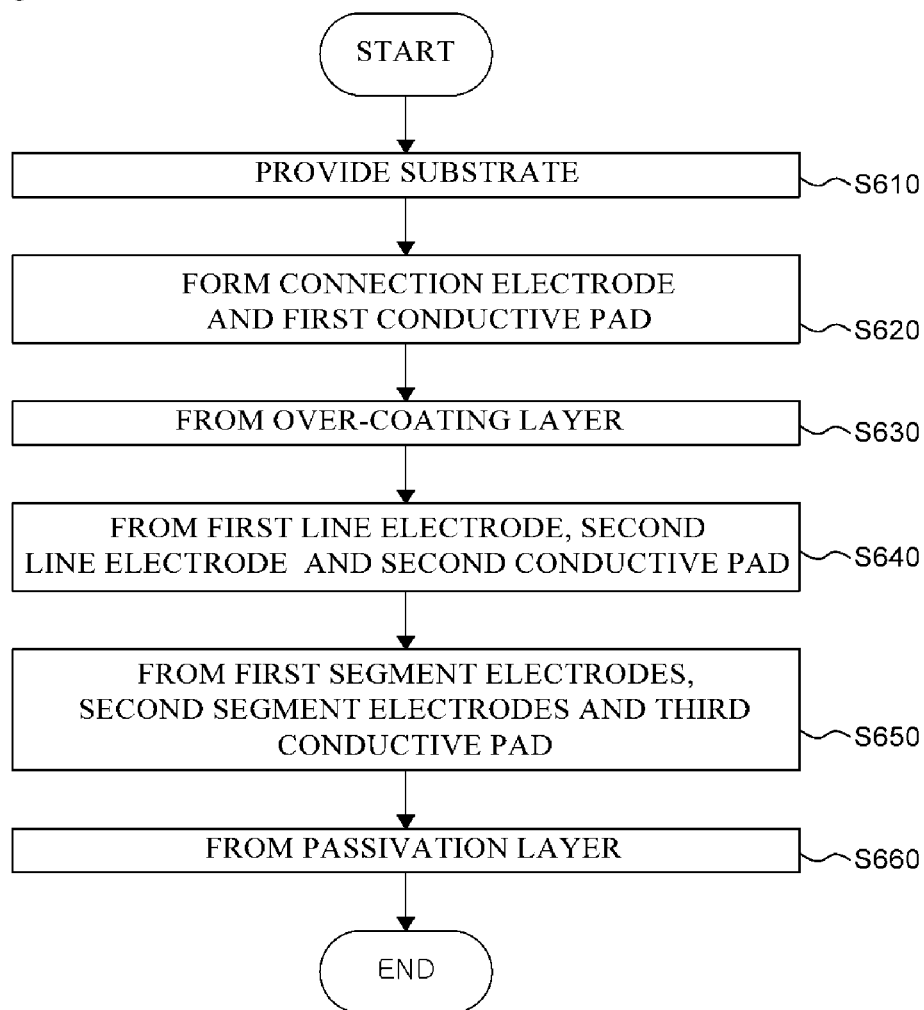 START
PROVIDE SUBSTRATE
S610
FORM CONNECTION ELECTRODE
AND FIRST CONDUCTIVE PAD
S620
FROM OVER-COATING LAYER
S630
FROM FIRST LINE ELECTRODE, SECOND
LINE ELECTRODE AND SECOND CONDUCTIVE PAD
S640
FROM FIRST SEGMENT ELECTRODES,
SECOND SEGMENT ELECTRODES AND THIRD
CONDUCTIVE PAD
S650
FROM PASSIVATION LAYER
S660
END